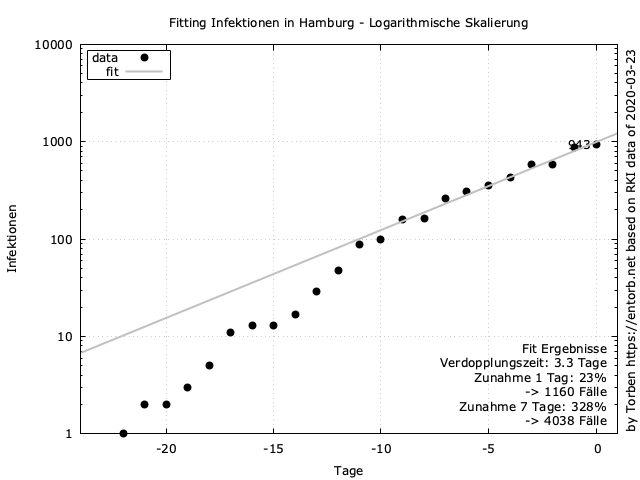 Fitting Infektionen in Hamburg - Logarithmische Skalierung
10000
1000
100
10
1
-20
-15
-10
-5
0
Infektionen
Tage
data
fit
943
Fit Ergebnisse
Verdopplungszeit: 3.3 Tage
Zunahme 1 Tag: 23%
-> 1160 Fälle
Zunahme 7 Tage: 328%
-> 4038 Fälle
by Torben https://entorb.net based on RKI data of 2020-03-23